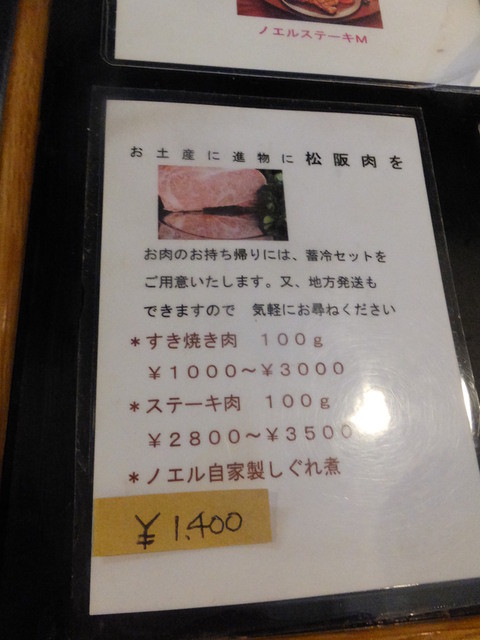 ノエルステーキM
お土産に進物に松阪肉を
お肉のお持ち帰りには、蓄冷セットを
ご用意いたします。又、地方発送も
できますので　気軽にお尋ねください
＊すき焼き肉　１００ｇ
￥１０００～￥３０００
＊ステーキ肉　１００ｇ
￥２８００～￥３５００
＊ノエル自家製しぐれ煮
￥1,400